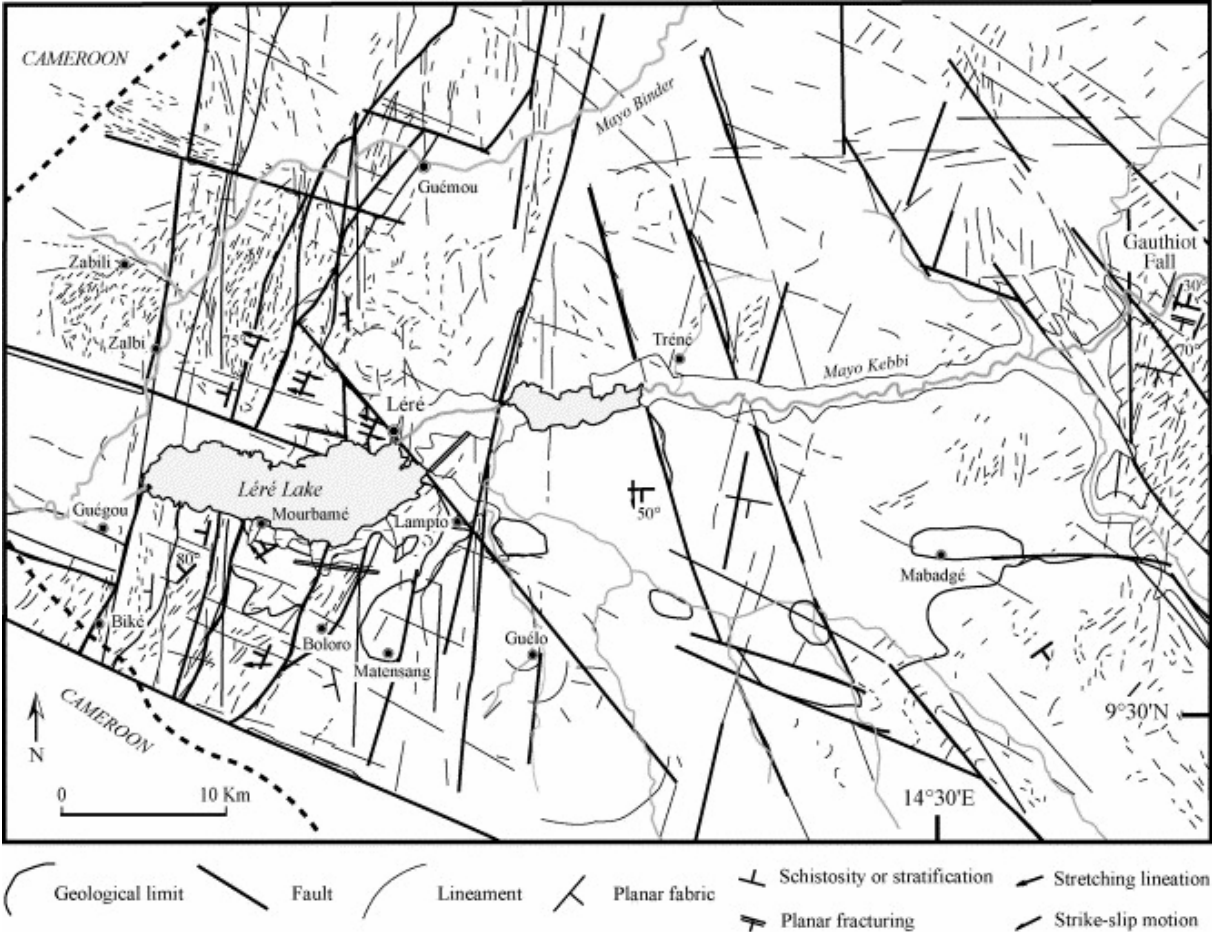 CAMEROON
Mayo Binder
Guémou
Gauthiot
Fall
Zabili
30°
Zalbi
75°
Tréné
70°
Mayo Kebbi
Léré
Léré Lake
50°
Guégou
Mourbamé
Lampto
80°
Mabadgé
Biké
Boloro
Guélo
Matensang
CAMEROON
9°30'N
N
0 10 Km
14°30'E
Geological limit
Fault
Lineament
Planar fabric
Schistosity or stratification
Planar fracturing
Stretching lineation
Strike-slip motion